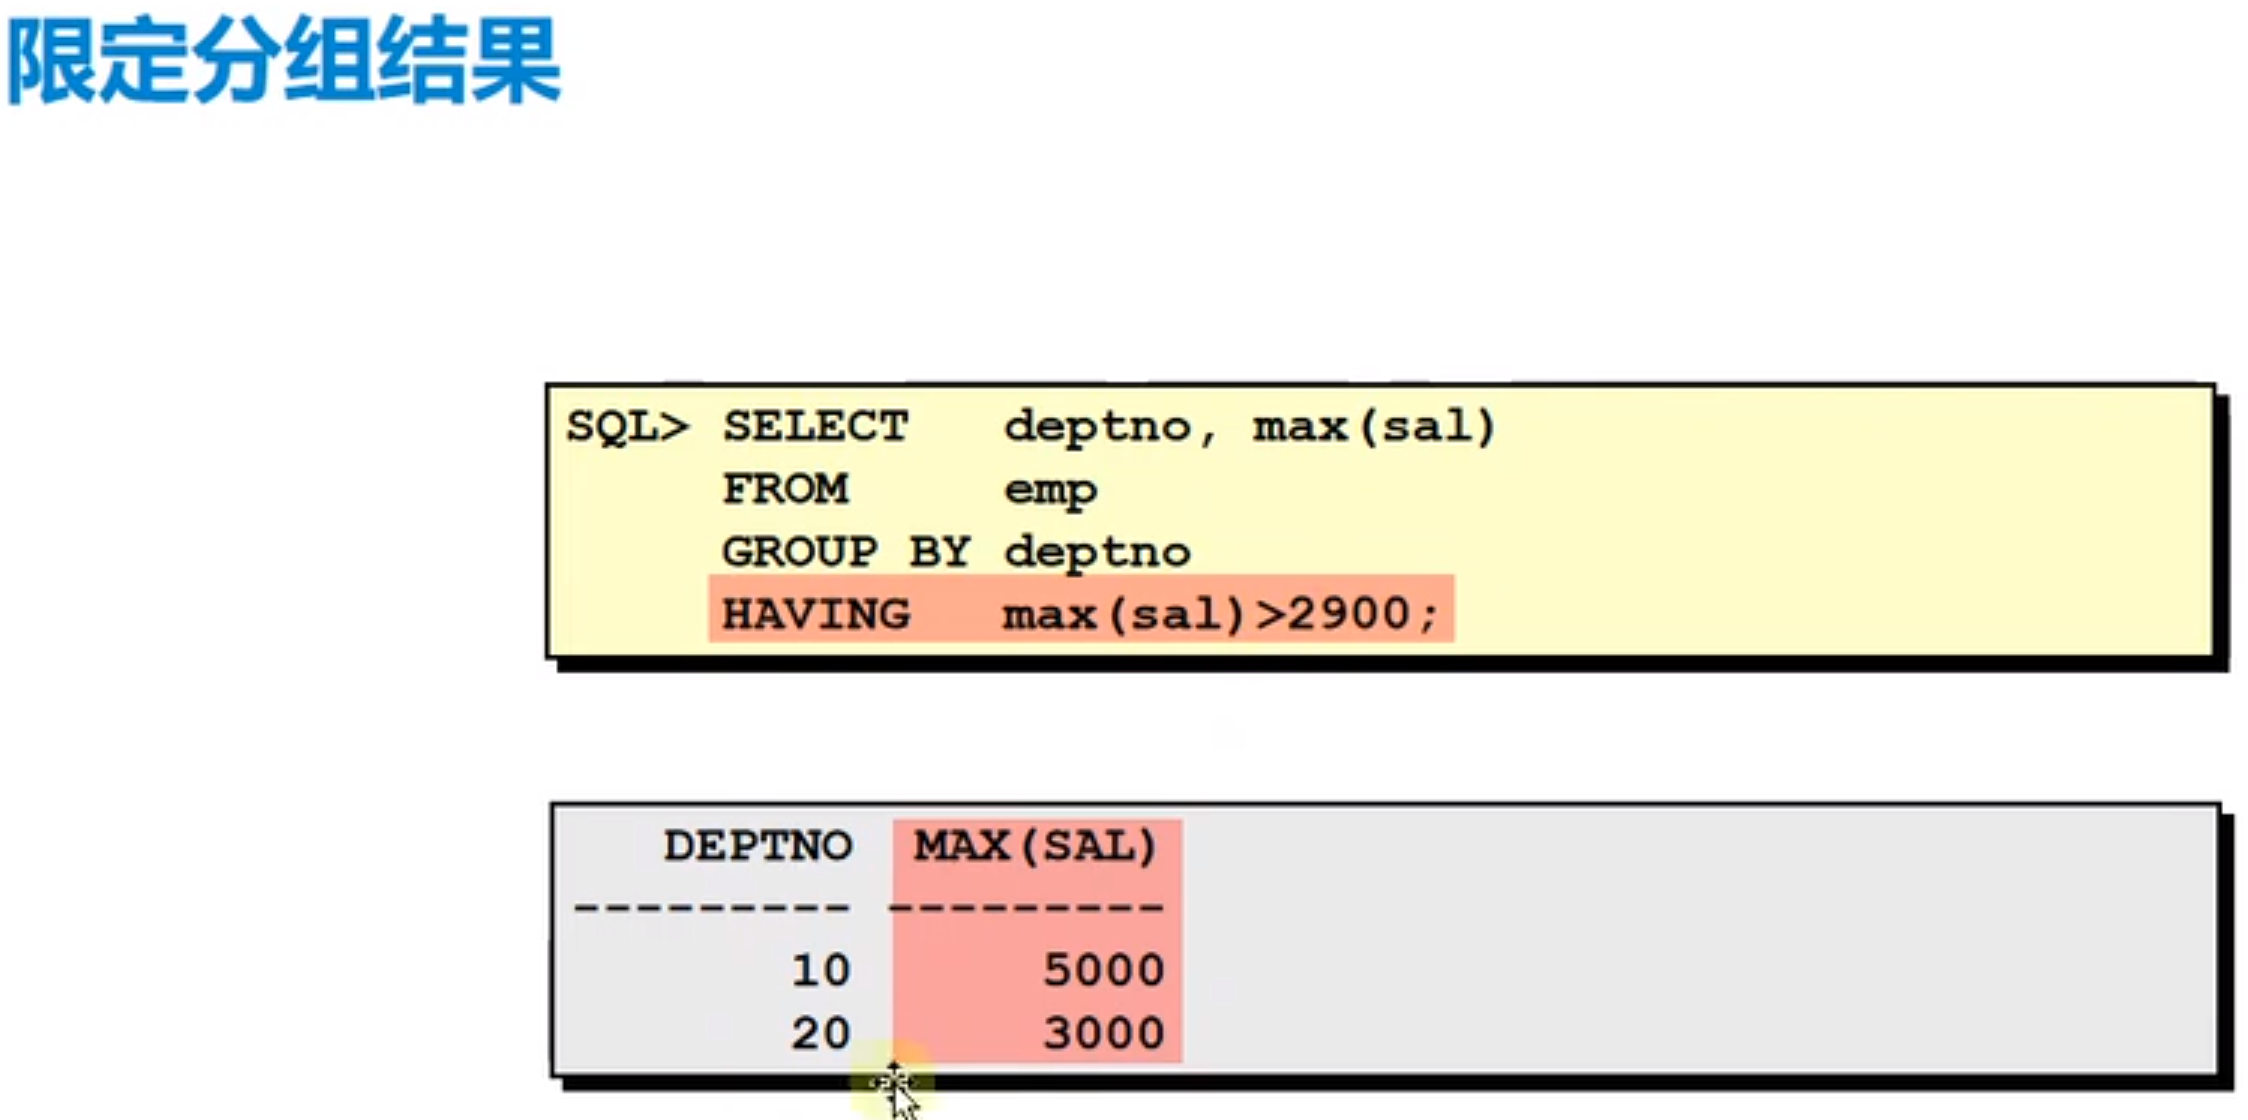 限定分组结果
SQL> SELECT deptno, max(sal)
FROM emp
GROUP BY deptno
HAVING max(sal)>2900;
DEPTNO MAX(SAL)
--------- ---------
10 5000
20 3000